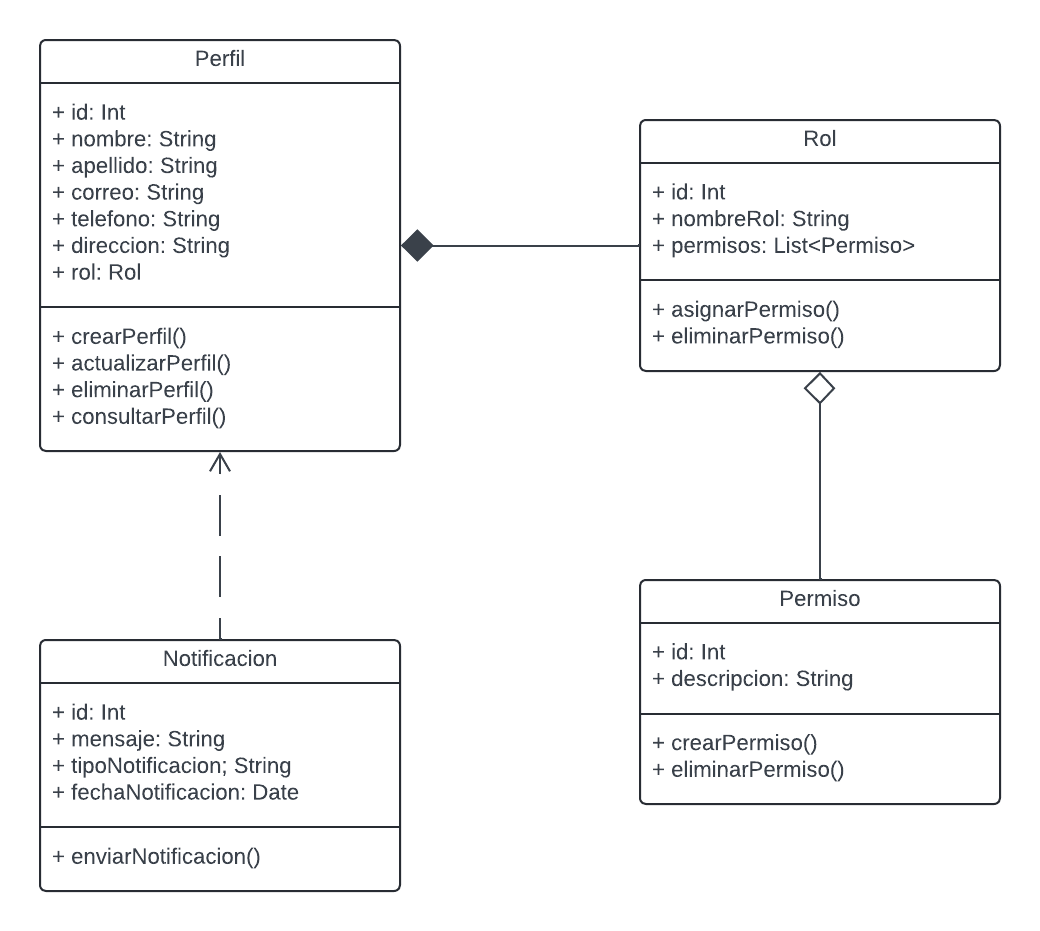 Perfil
+ id: Int
+ nombre: String
+ apellido: String
+ correo: String
+ telefono: String
+ direccion: String
+ rol: Rol
+ crearPerfil()
+ actualizarPerfil()
+ eliminarPerfil()
+ consultarPerfil()
Rol
+ id: Int
+ nombreRol: String
+ permisos: List<Permiso>
+ asignarPermiso()
+ eliminarPermiso()
Notificacion
+ id: Int
+ mensaje: String
+ tipoNotificacion; String
+ fechaNotificacion: Date
+ enviarNotificacion()
Permiso
+ id: Int
+ descripcion: String
+ crearPermiso()
+ eliminarPermiso()